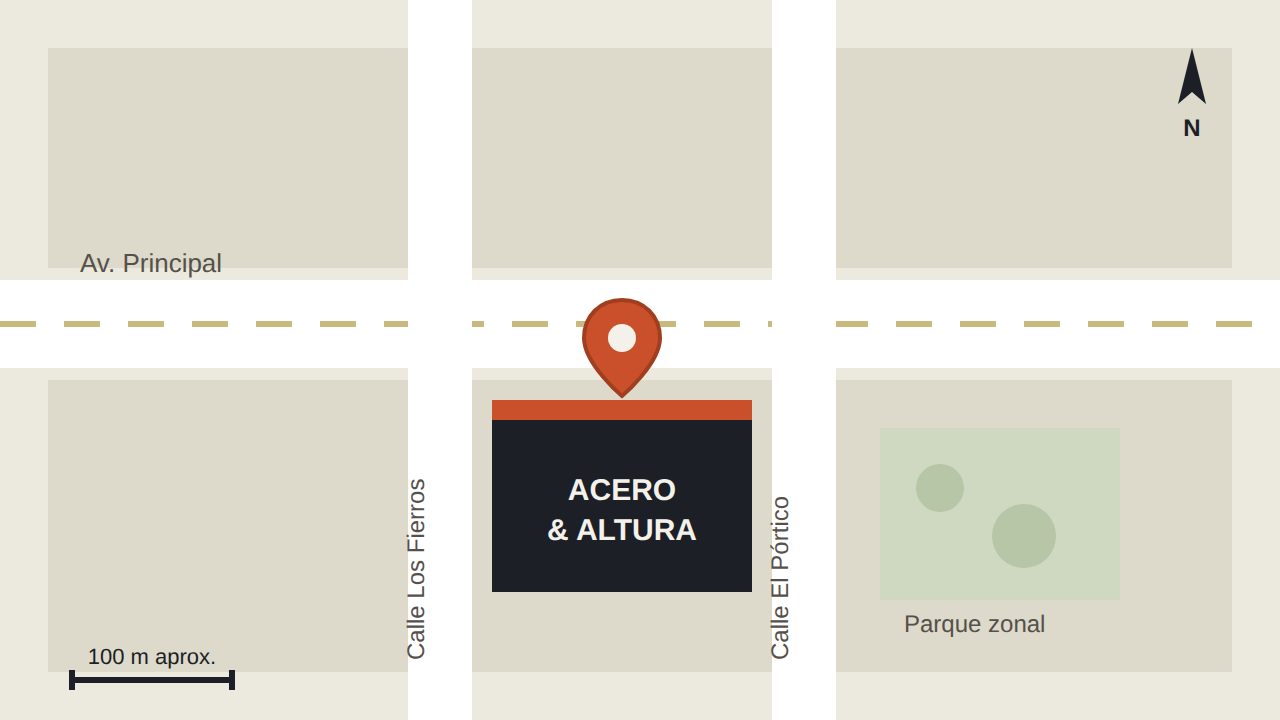 N
Av. Principal
ACERO
& ALTURA
Calle Los Fierros
Calle El Pórtico
Parque zonal
100 m aprox.